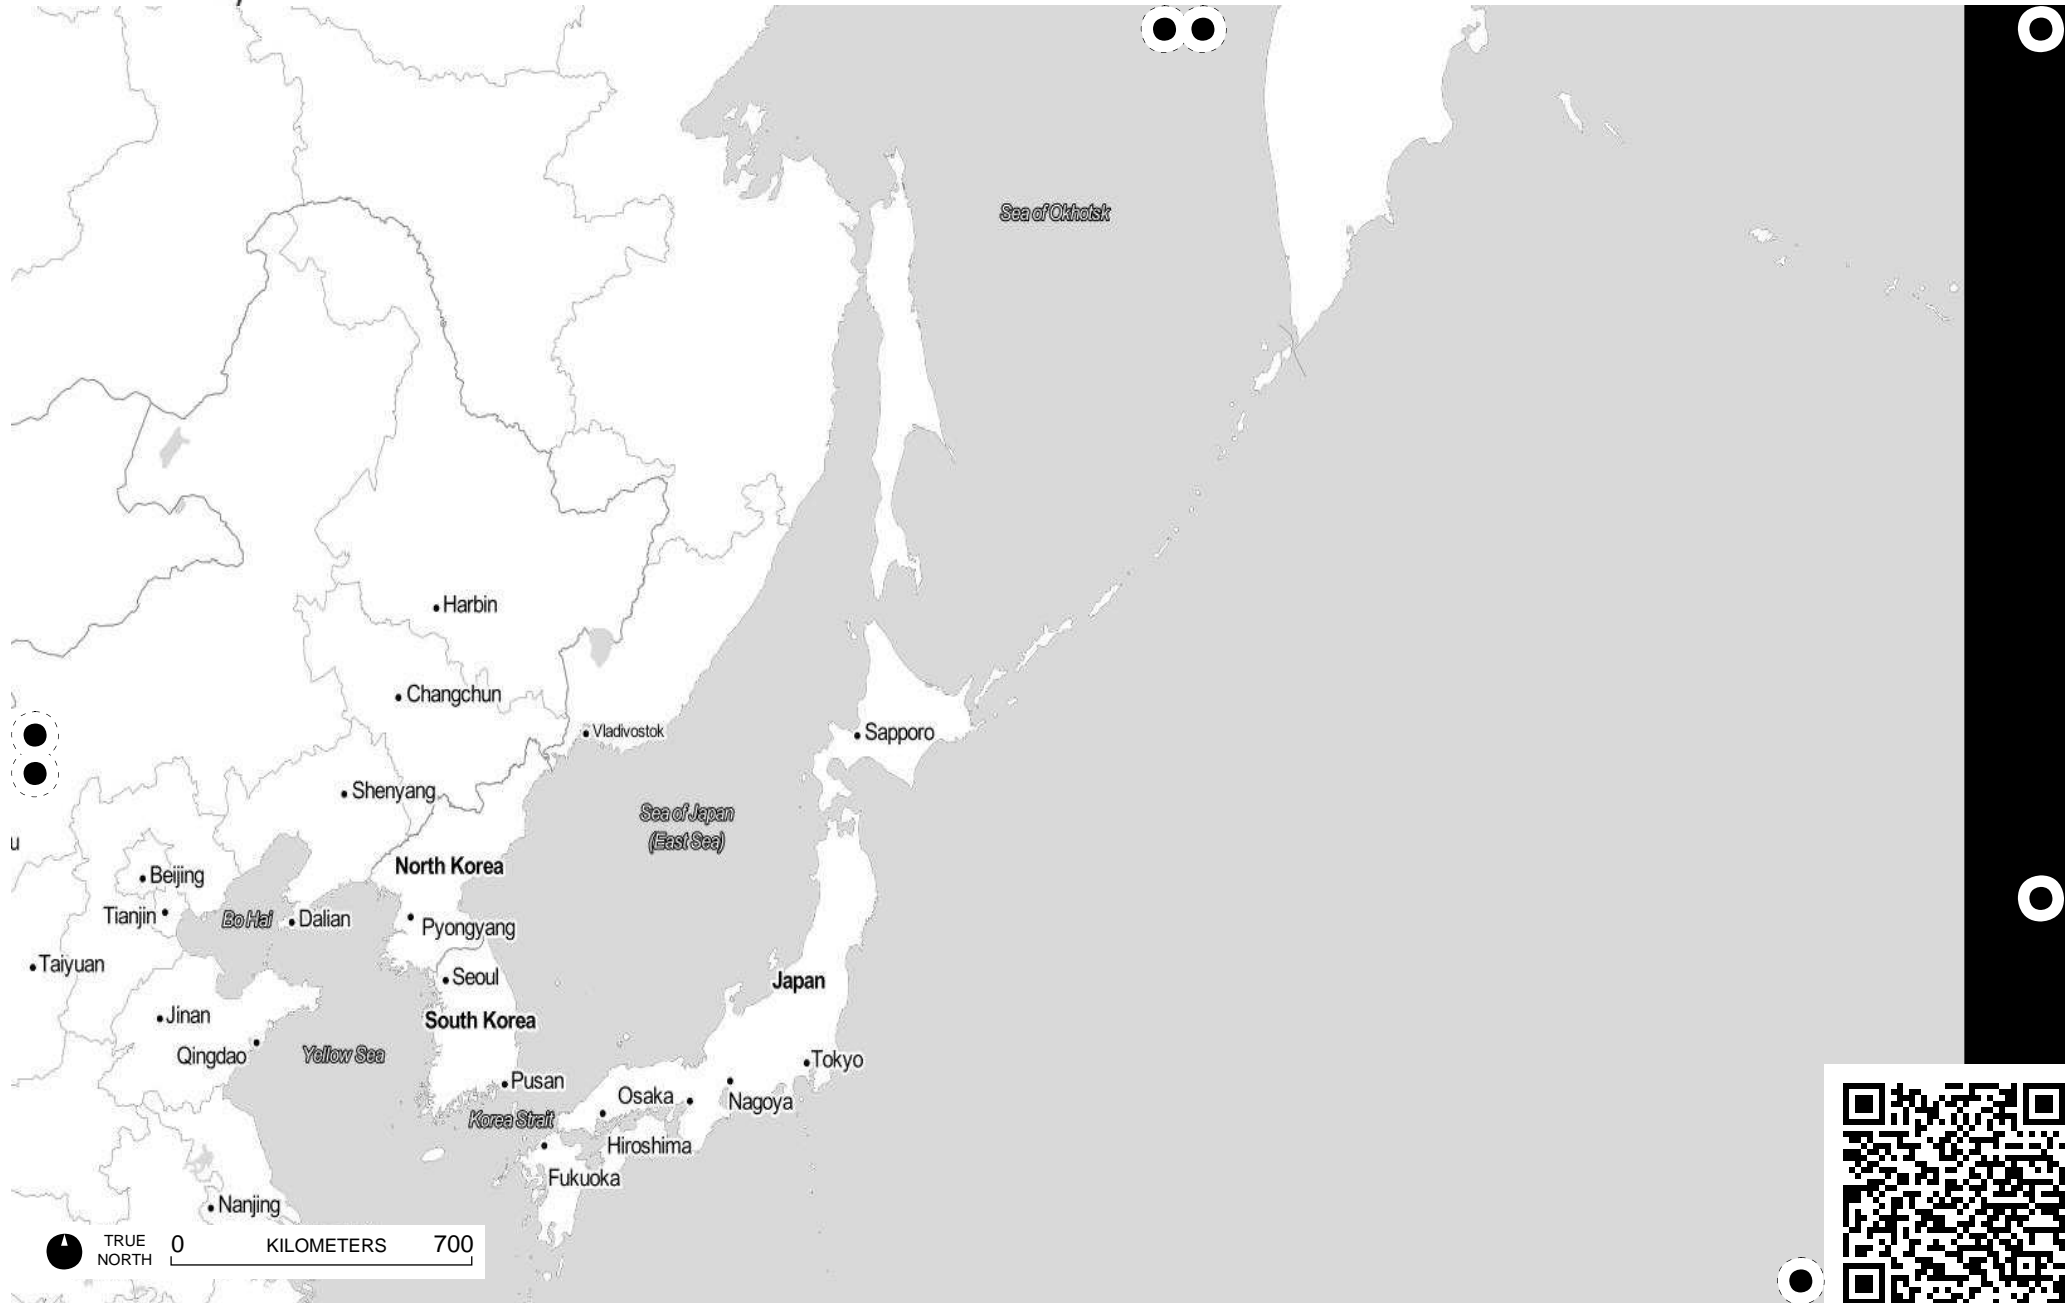 Sea of Okhotsk
Harbin
Changchun
Vladivostok
Sapporo
Shenyang
Sea of Japan
(East Sea)
u
North Korea
Beijing
Tianjin
Bo Hai
Dalian
Pyongyang
Taiyuan
Seoul
Japan
Jinan
South Korea
Qingdao
Yellow Sea
Tokyo
Pusan
Osaka
Nagoya
Korea Strait
Hiroshima
Fukuoka
Nanjing
TRUE
NORTH
0 KILOMETERS 700